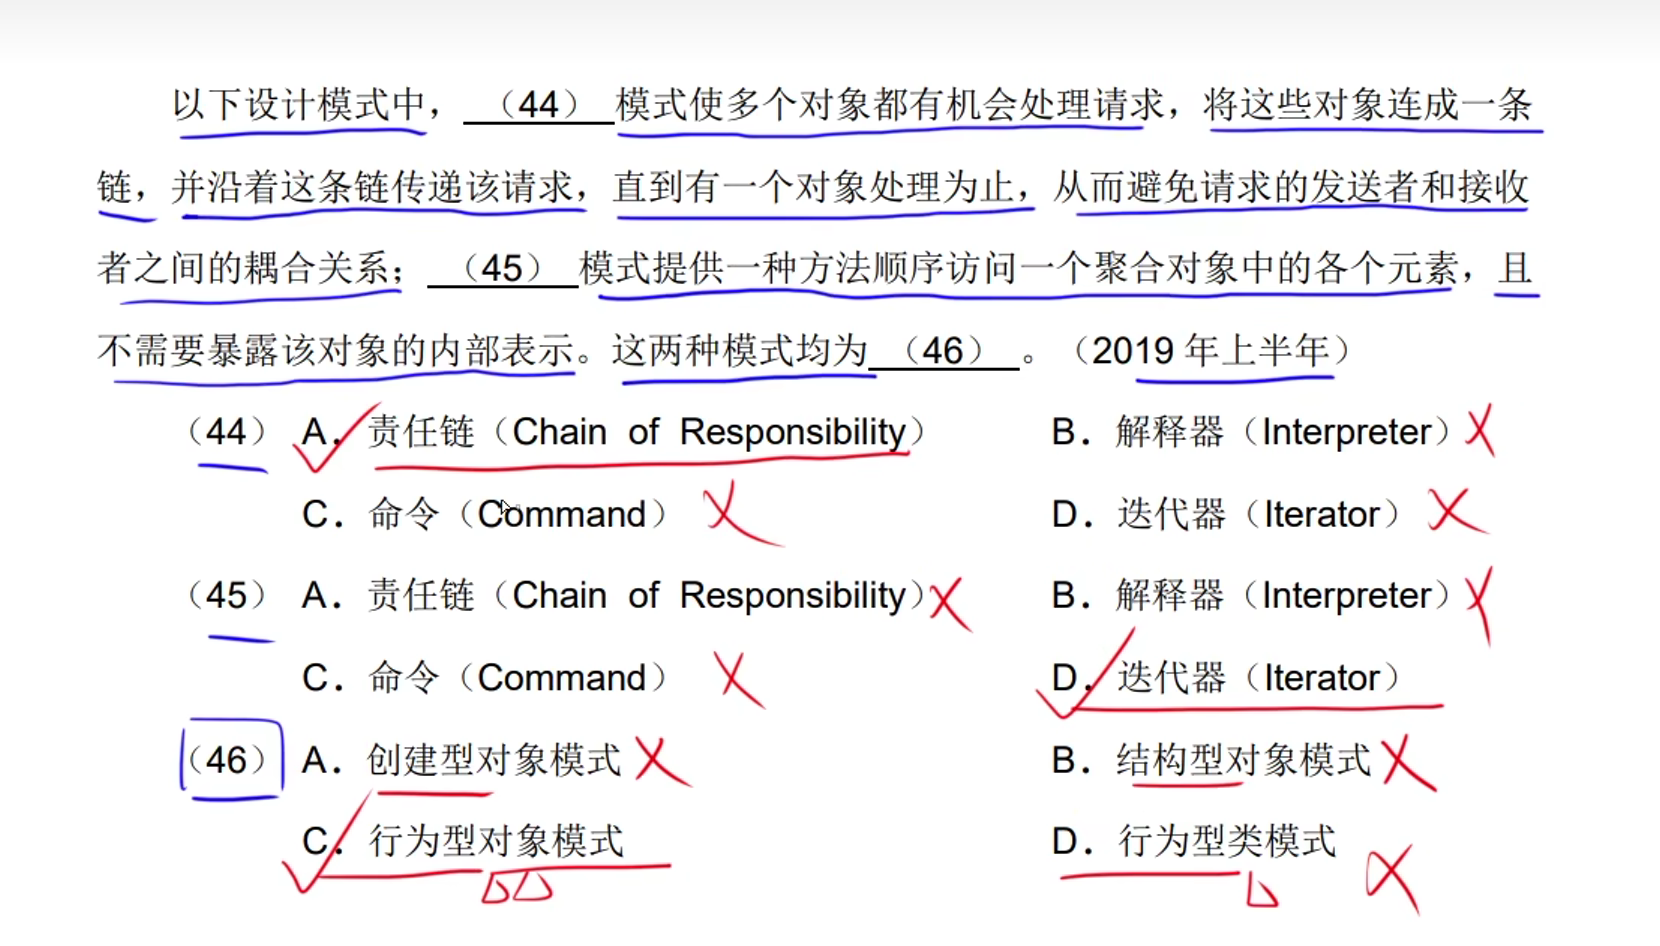 以下设计模式中，（44）模式使多个对象都有机会处理请求，将这些对象连成一条
链，并沿着这条链传递该请求，直到有一个对象处理为止，从而避免请求的发送者和接收
者之间的耦合关系；（45）模式提供一种方法顺序访问一个聚合对象中的各个元素，且
不需要暴露该对象的内部表示。这两种模式均为（46）。（2019 年上半年）
（44） A．责任链（Chain of Responsibility） B．解释器（Interpreter）
C．命令（Command） D．迭代器（Iterator）
（45） A．责任链（Chain of Responsibility） B．解释器（Interpreter）
C．命令（Command） D．迭代器（Iterator）
（46） A．创建型对象模式 B．结构型对象模式
C．行为型对象模式 D．行为型类模式